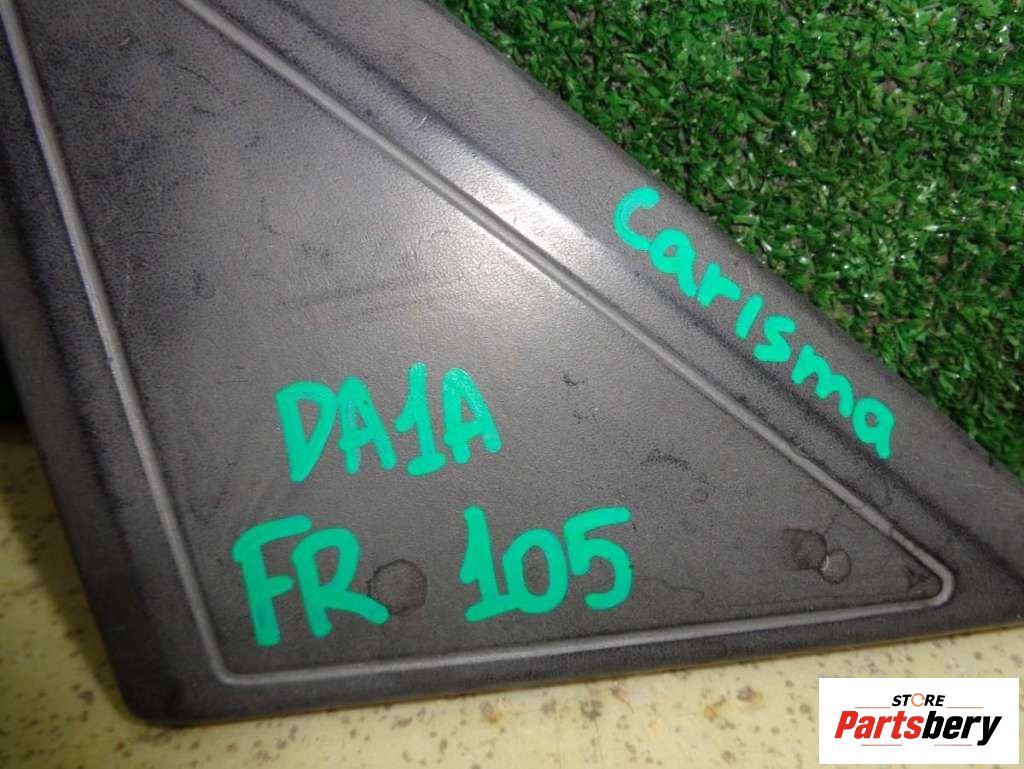 Carisma
DA1A
FR 105
STORE
Partsbery